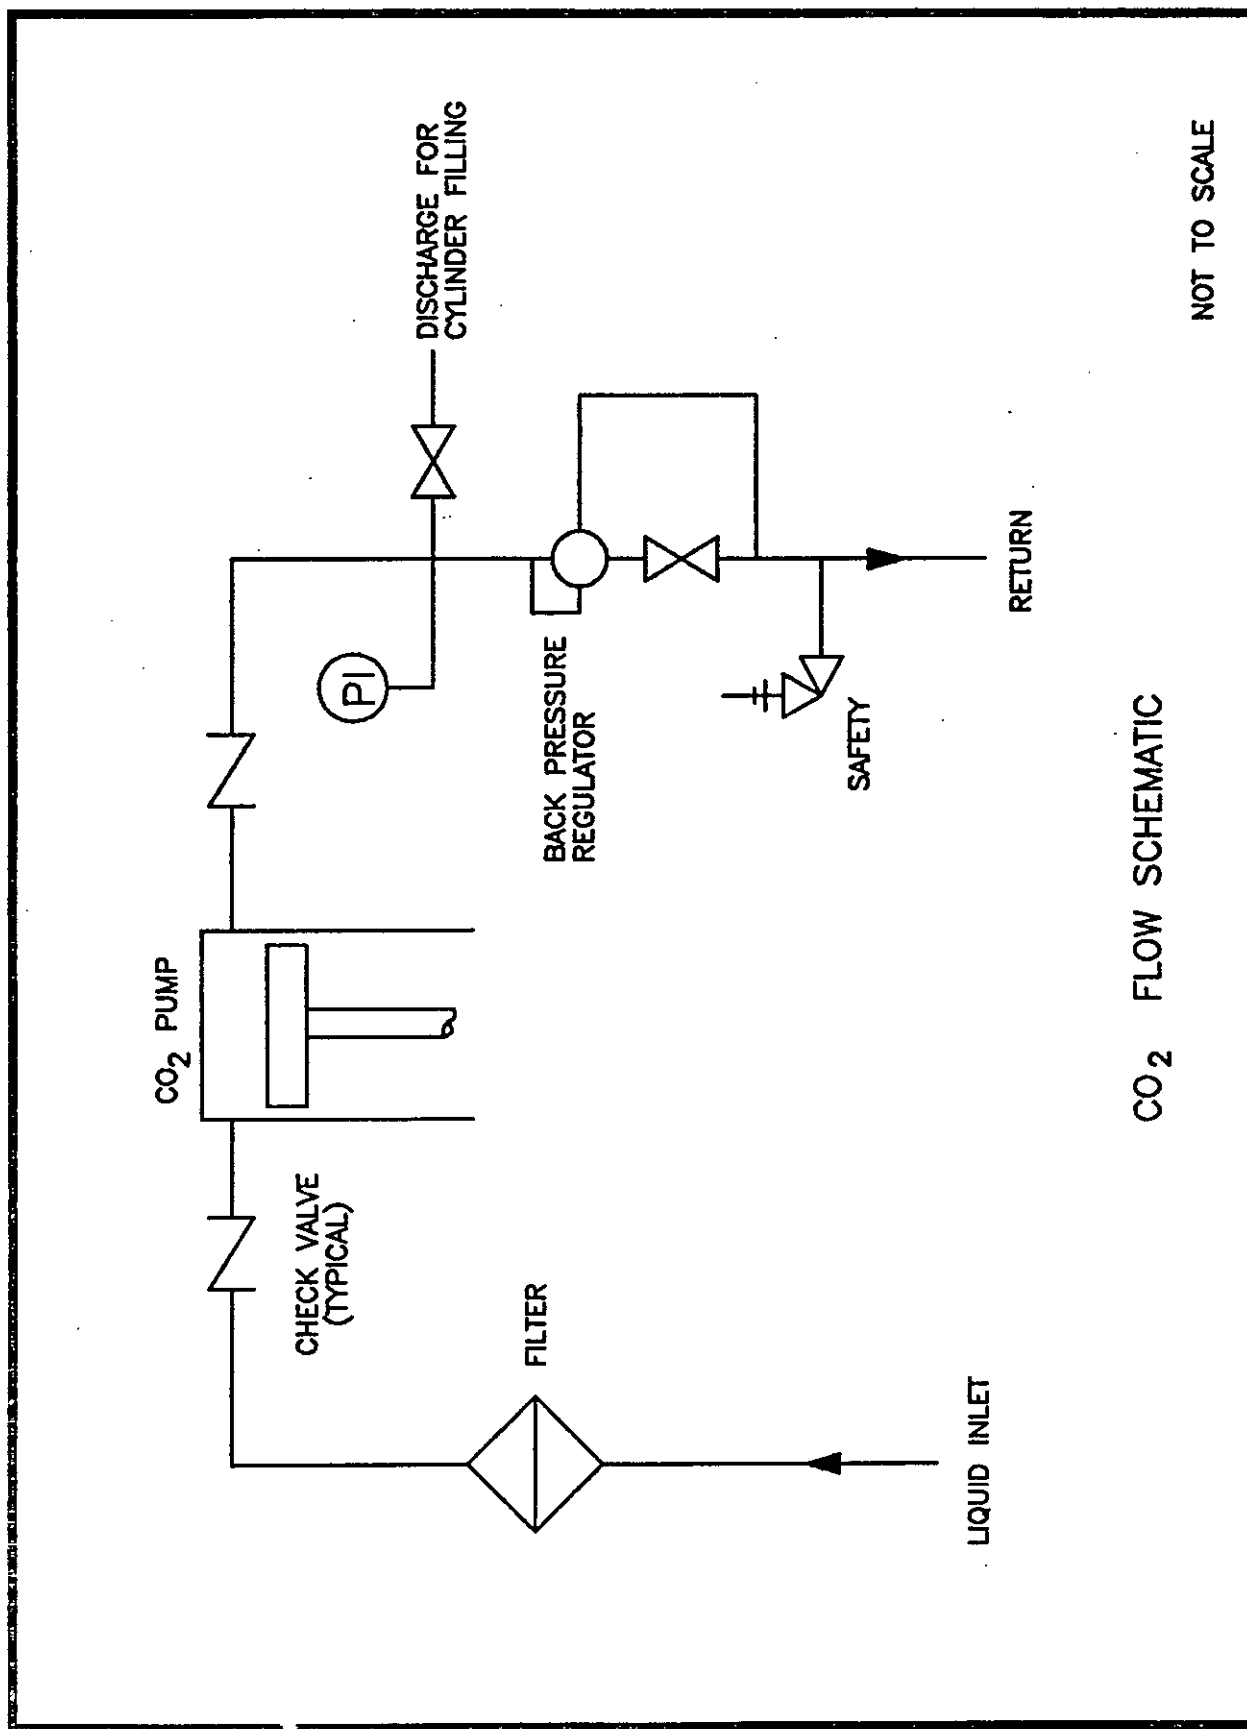 CO2 PUMP
DISCHARGE FOR
CYLINDER FILLING
CHECK VALVE
(TYPICAL)
PI
FILTER
BACK PRESSURE
REGULATOR
SAFETY
LIQUID INLET
RETURN
CO2 FLOW SCHEMATIC
NOT TO SCALE